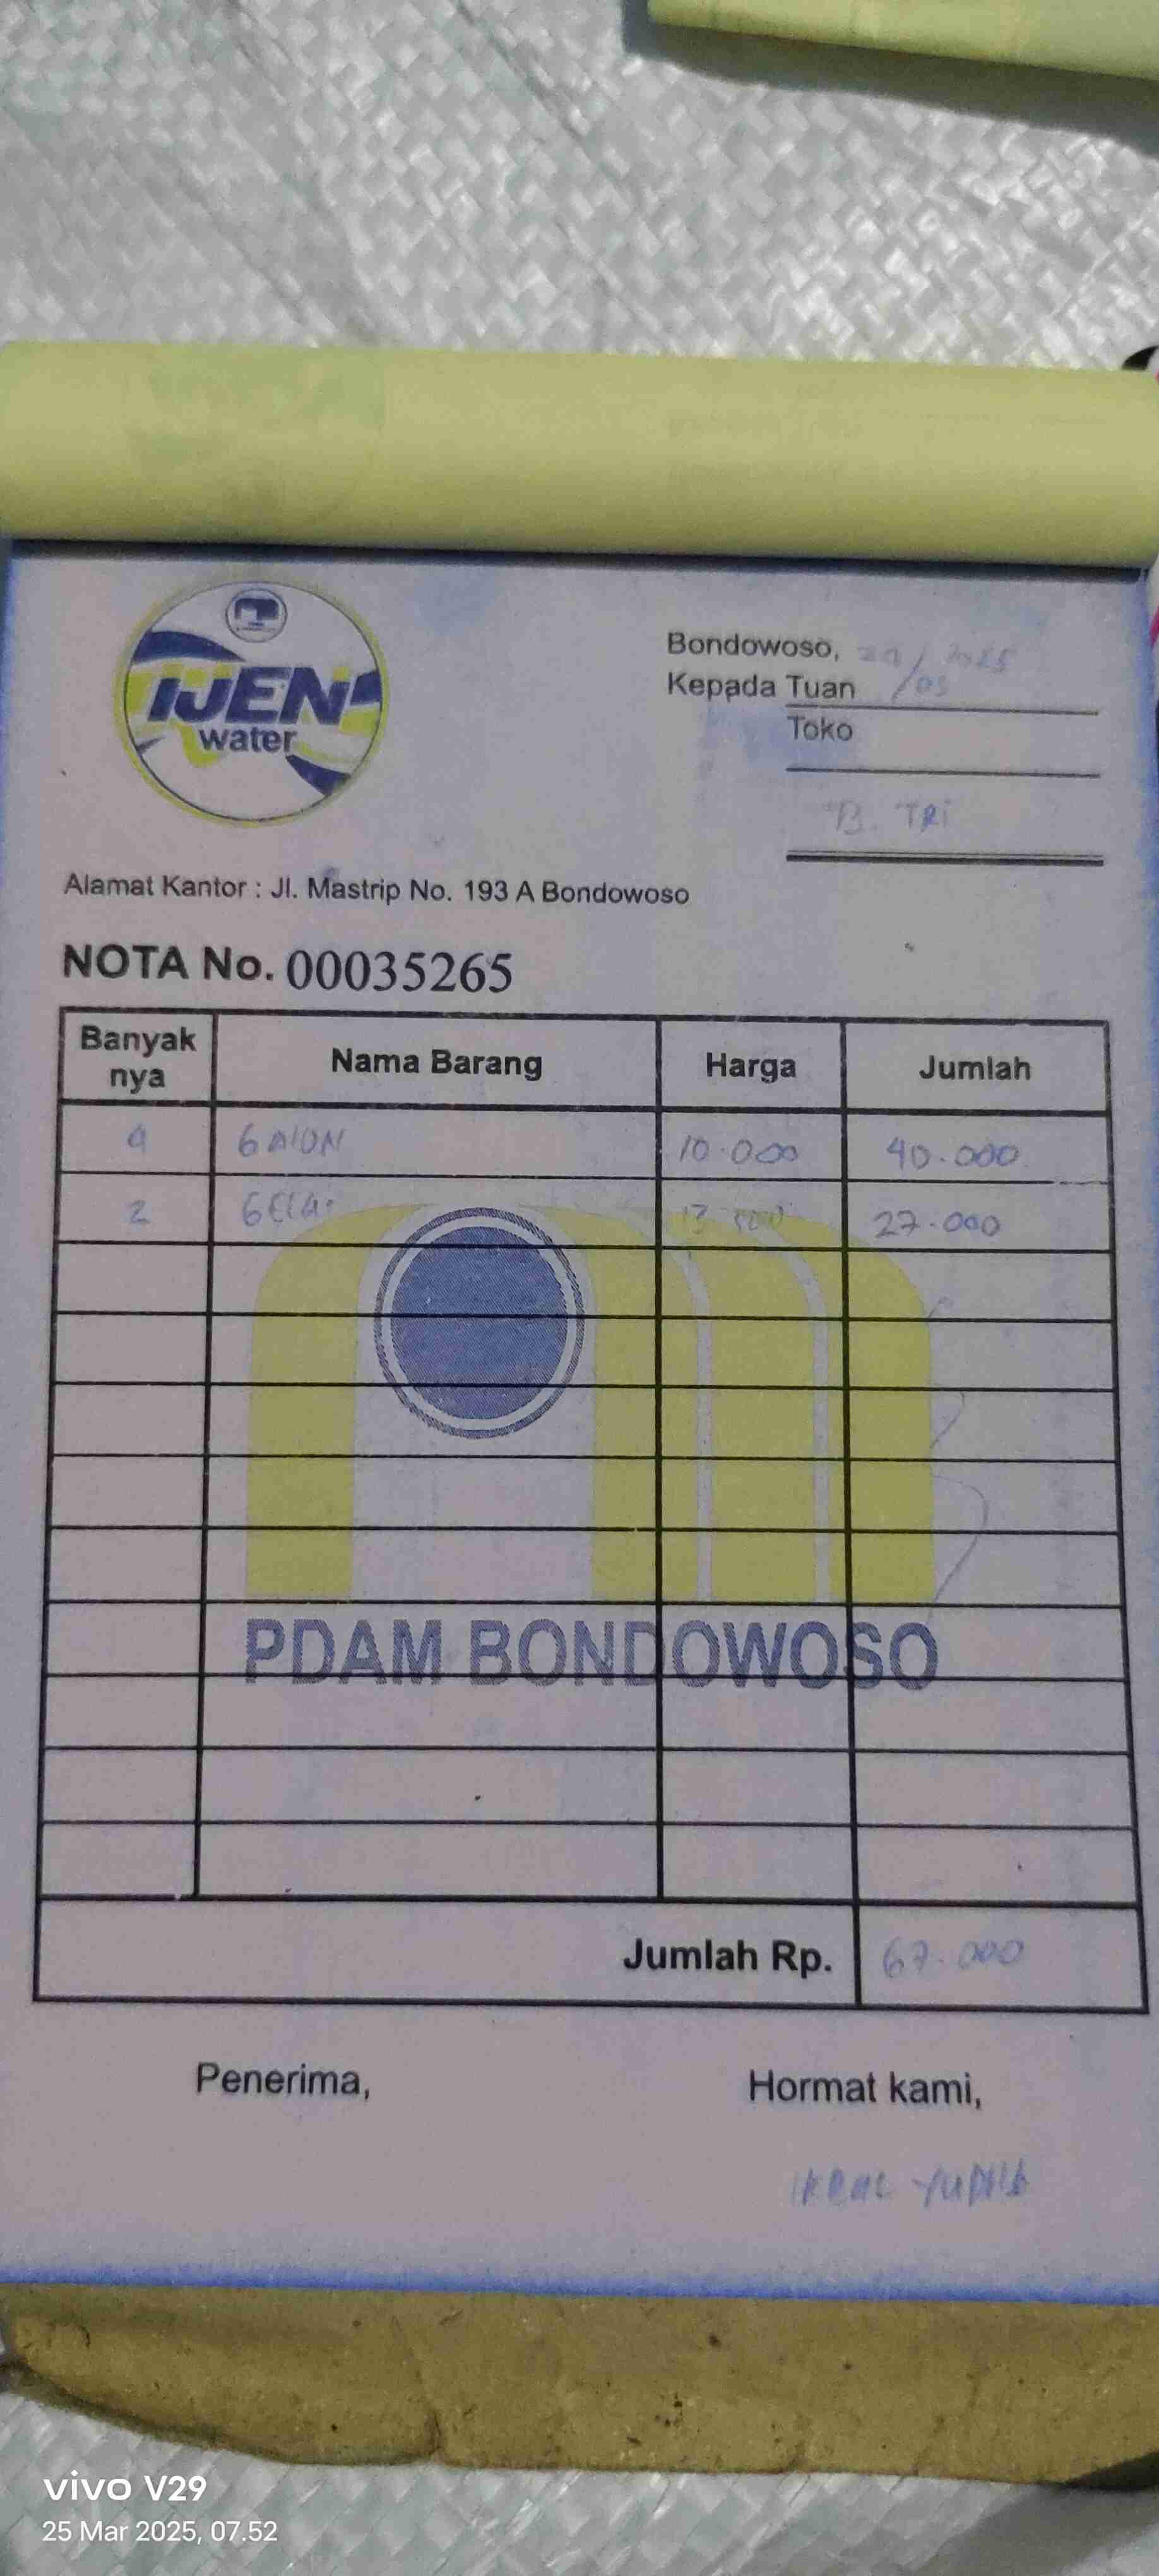 IJEN
water
Bondowoso, 24/03 2025
Kepada Tuan
Toko
B. TRi
Alamat Kantor : Jl. Mastrip No. 193 A Bondowoso
NOTA No. 00035265
Banyak nya Nama Barang Harga Jumlah
4 GAlON 10.000 40.000
2 GELAS 13.500 27.000
PDAM BONDOWOSO
Jumlah Rp. 67.000
Penerima, Hormat kami,
YUDHA
vivo V29
25 Mar 2025, 07.52